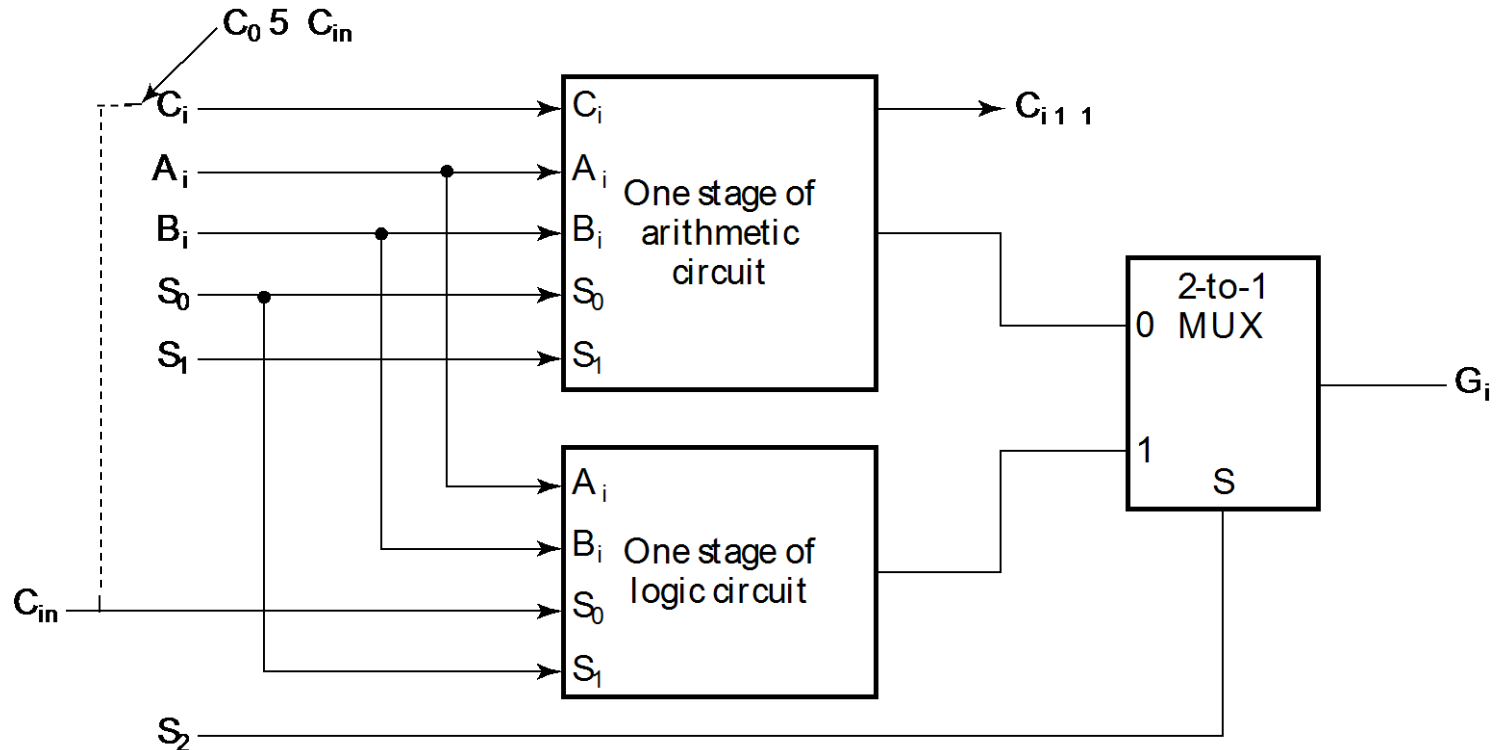 C₀ 5 Cᵢₙ
Cᵢ
Aᵢ
Bᵢ
S₀
S₁
Cᵢₙ
S₂
Cᵢ
Aᵢ
Bᵢ
S₀
S₁
One stage of
arithmetic
circuit
Cᵢ ₁ ₁
Aᵢ
Bᵢ
S₀
S₁
One stage of
logic circuit
2-to-1
MUX
0
1
S
Gᵢ